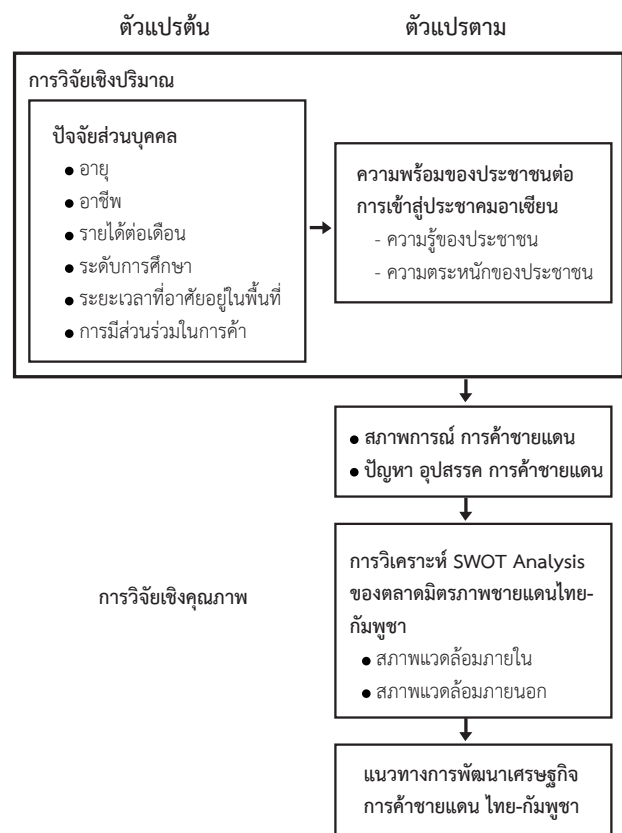 ตัวแปรต้น
ตัวแปรตาม
การวิจัยเชิงปริมาณ
ปัจจัยส่วนบุคคล
● อายุ
● อาชีพ
● รายได้ต่อเดือน
● ระดับการศึกษา
● ระยะเวลาที่อาศัยอยู่ในพื้นที่
● การมีส่วนร่วมในการค้า
ความพร้อมของประชาชนต่อ
การเข้าสู่ประชาคมอาเซียน
- ความรู้ของประชาชน
- ความตระหนักของประชาชน
● สภาพการณ์ การค้าชายแดน
● ปัญหา อุปสรรค การค้าชายแดน
การวิจัยเชิงคุณภาพ
การวิเคราะห์ SWOT Analysis
ของตลาดมิตรภาพชายแดนไทย-
กัมพูชา
● สภาพแวดล้อมภายใน
● สภาพแวดล้อมภายนอก
แนวทางการพัฒนาเศรษฐกิจ
การค้าชายแดน ไทย-กัมพูชา